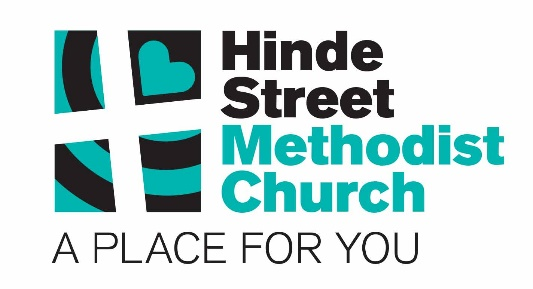 Hinde
Street
Methodist
Church
A PLACE FOR YOU